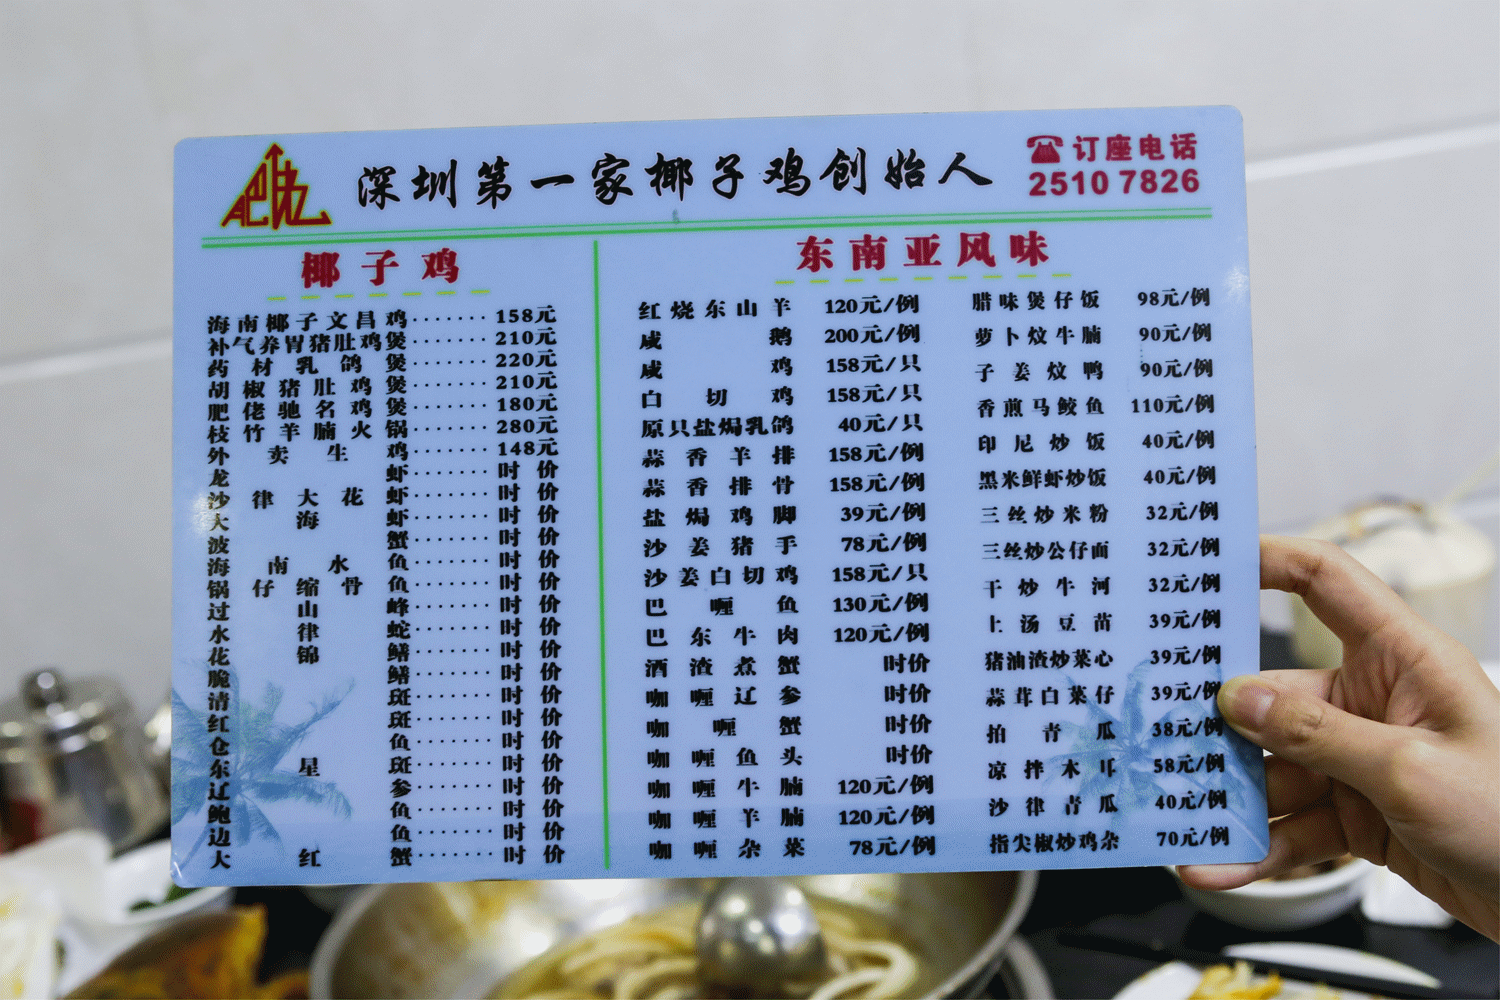 肥佬
深圳第一家椰子鸡创始人
订座电话
2510 7826
椰子鸡
海南椰子文昌鸡·······158元
补气养胃猪肚鸡煲·······210元
药材乳鸽煲·······220元
胡椒猪肚鸡煲·······210元
肥佬驰名鸡煲·······180元
枝竹羊腩火锅·······280元
外卖生鸡·······148元
龙虾·······时价
沙律大花虾·······时价
大海虾·······时价
波蟹·······时价
海南水鱼·······时价
锅仔缩骨鱼·······时价
过山蜂·······时价
水律蛇·······时价
花锦鳝·······时价
脆鳝·······时价
清斑·······时价
红斑·······时价
仓鱼·······时价
东星斑·······时价
辽参·······时价
鲍鱼·······时价
边鱼·······时价
大红蟹·······时价
东南亚风味
红烧东山羊 120元/例
咸鹅 200元/例
咸鸡 158元/只
白切鸡 158元/只
原只盐焗乳鸽 40元/只
蒜香羊排 158元/例
蒜香排骨 158元/例
盐焗鸡脚 39元/例
沙姜猪手 78元/例
沙姜白切鸡 158元/只
巴喱鱼 130元/例
巴东牛肉 120元/例
酒渣煮蟹 时价
咖喱辽参 时价
咖喱蟹 时价
咖喱鱼头 时价
咖喱牛腩 120元/例
咖喱羊腩 120元/例
咖喱杂菜 78元/例
腊味煲仔饭 98元/例
萝卜炆牛腩 90元/例
子姜炆鸭 90元/例
香煎马鲛鱼 110元/例
印尼炒饭 40元/例
黑米鲜虾炒饭 40元/例
三丝炒米粉 32元/例
三丝炒公仔面 32元/例
干炒牛河 32元/例
上汤豆苗 39元/例
猪油渣炒菜心 39元/例
蒜茸白菜仔 39元/例
拍青瓜 38元/例
凉拌木耳 58元/例
沙律青瓜 40元/例
指尖椒炒鸡杂 70元/例